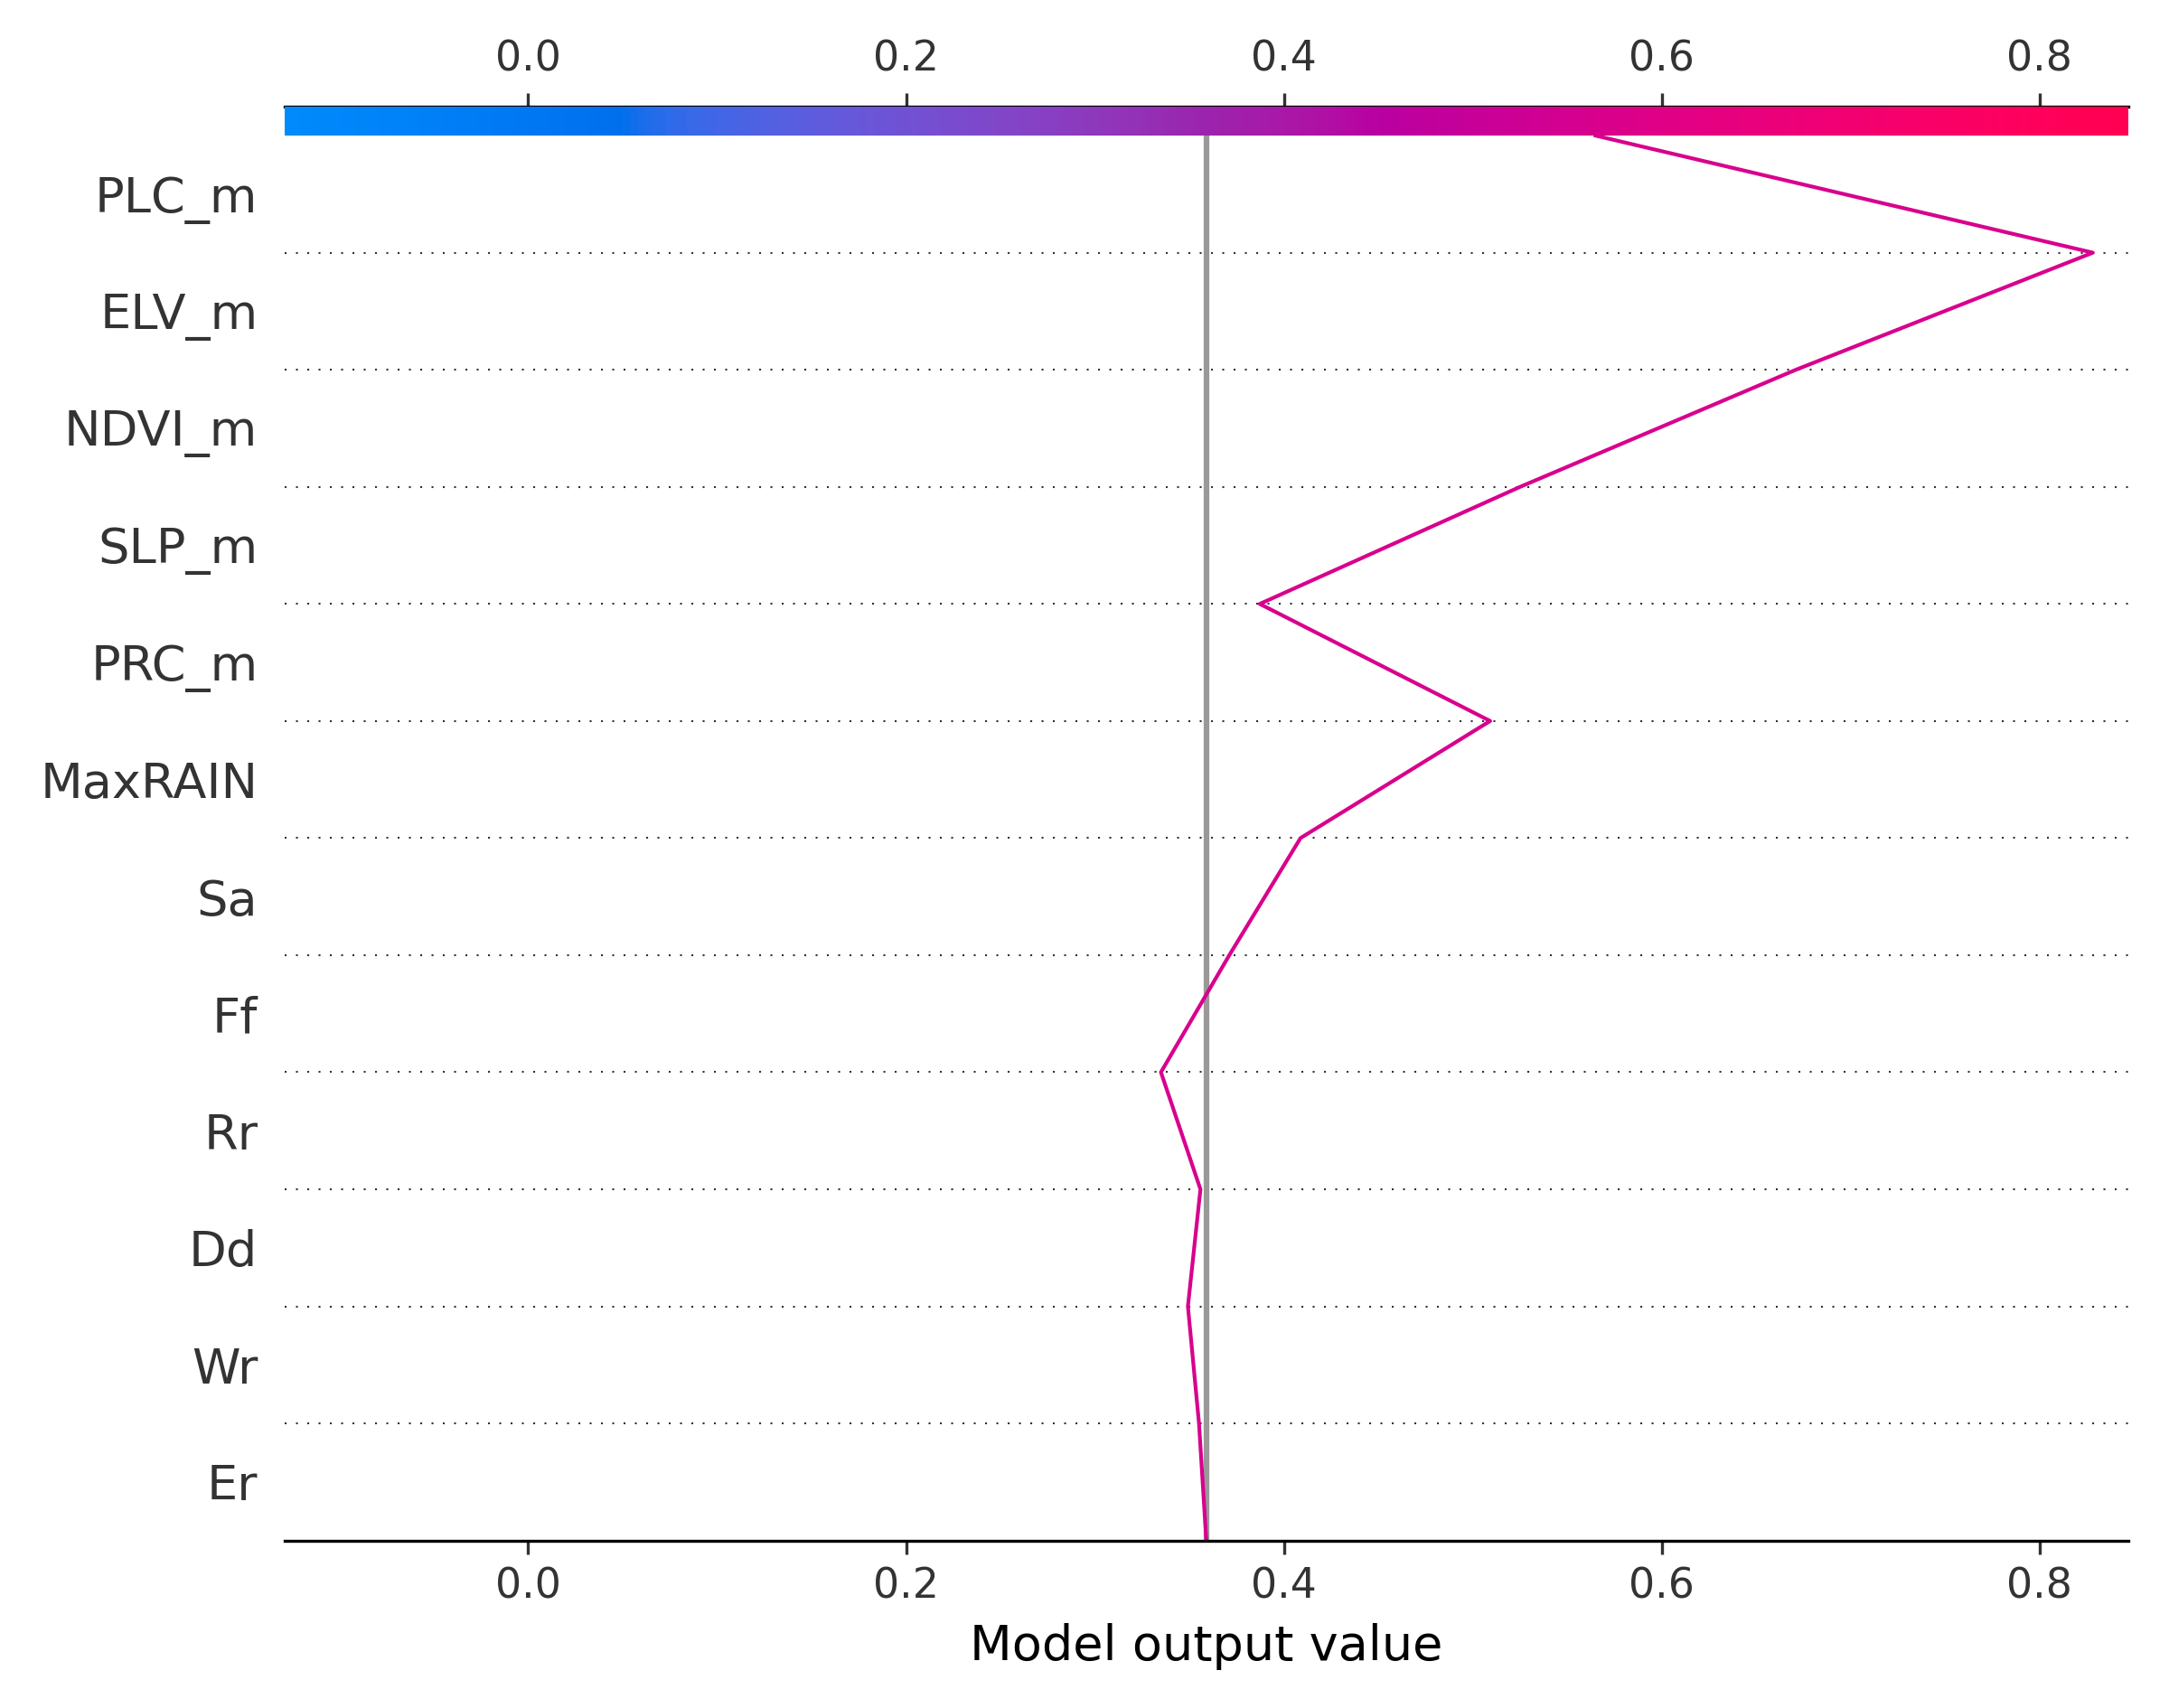 0.0 0.2 0.4 0.6 0.8
PLC_m
ELV_m
NDVI_m
SLP_m
PRC_m
MaxRAIN
Sa
Ff
Rr
Dd
Wr
Er
0.0 0.2 0.4 0.6 0.8
Model output value